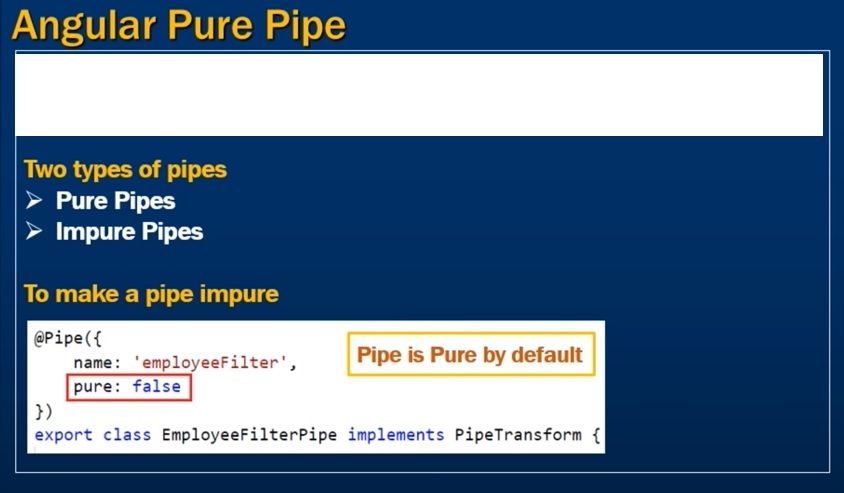 Angular Pure Pipe
Two types of pipes
➢ Pure Pipes
➢ Impure Pipes
To make a pipe impure
@Pipe({
    name: 'employeeFilter',
Pipe is Pure by default
    pure: false
})
export class EmployeeFilterPipe implements PipeTransform {